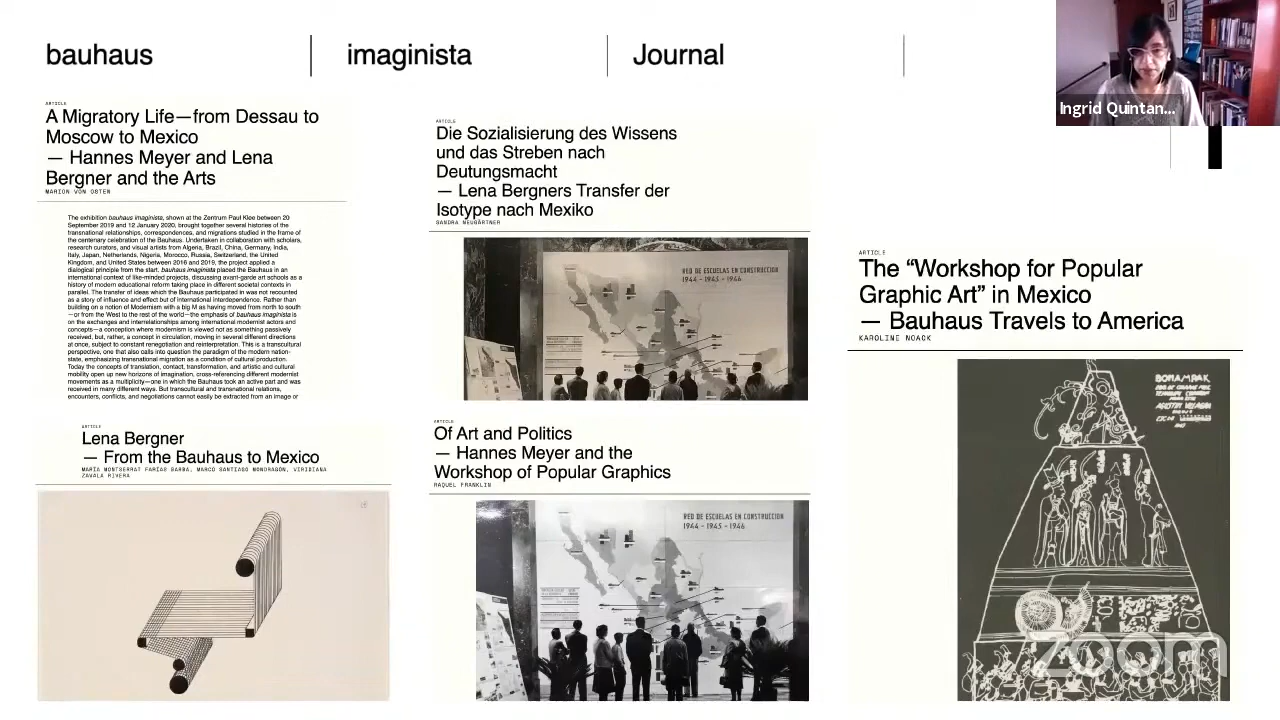 bauhaus
imaginista
Journal
Ingrid Quintan...
ARTICLE
A Migratory Life—from Dessau to
Moscow to Mexico
— Hannes Meyer and Lena
Bergner and the Arts
MARION VON OSTEN
The exhibition bauhaus imaginista, shown at the Zentrum Paul Klee between 20
September 2019 and 12 January 2020, brought together several histories of the
transnational relationships, correspondences, and migrations studied in the frame of
the centenary celebration of the Bauhaus. Undertaken in collaboration with scholars,
research curators, and visual artists from Algeria, Brazil, China, Germany, India,
Italy, Japan, Netherlands, Nigeria, Morocco, Russia, Switzerland, the United
Kingdom, and United States between 2016 and 2019, the project applied a
dialogical principle from the start. bauhaus imaginista placed the Bauhaus in an
international context of like-minded projects, discussing avant-garde art schools as a
history of modern educational reform taking place in different societal contexts in
parallel. The transfer of ideas which the Bauhaus participated in was not recounted
as a story of influence and effect but of international interdependence. Rather than
building on a notion of Modernism with a big M as having moved from north to south
—or from the West to the rest of the world—the emphasis of bauhaus imaginista is
on the exchanges and interrelationships among international modernist actors and
concepts—a conception where modernism is viewed not as something passively
received, but, rather, a concept in circulation, moving in several different directions
at once, subject to constant renegotiation and reinterpretation. This is a transcultural
perspective, one that also calls into question the paradigm of the modern nation-
state, emphasizing transnational migration as a condition of cultural production.
Today the concepts of translation, contact, transformation, and artistic and cultural
mobility open up new horizons of imagination, cross-referencing different modernist
movements as a multiplicity—one in which the Bauhaus took an active part and was
received in many different ways. But transcultural and transnational relations,
encounters, conflicts, and negotiations cannot easily be extracted from an image or
ARTICLE
Lena Bergner
— From the Bauhaus to Mexico
MARÍA MONTSERRAT FARÍAS BARBA, MARCO SANTIAGO MONDRAGÓN, VIRIDIANA
ZAVALA RIVERA
ARTICLE
Die Sozialisierung des Wissens
und das Streben nach
Deutungsmacht
— Lena Bergners Transfer der
Isotype nach Mexiko
SANDRA NEUGÄRTNER
RED DE ESCUELAS EN CONSTRUCCION
1944 - 1945 - 1946
ARTICLE
Of Art and Politics
— Hannes Meyer and the
Workshop of Popular Graphics
RAQUEL FRANKLIN
RED DE ESCUELAS EN CONSTRUCCION
1944 - 1945 - 1946
ARTICLE
The “Workshop for Popular
Graphic Art” in Mexico
— Bauhaus Travels to America
KAROLINE NOACK
BONAMPAK
AGUSTIN VILLAGRA
zoom